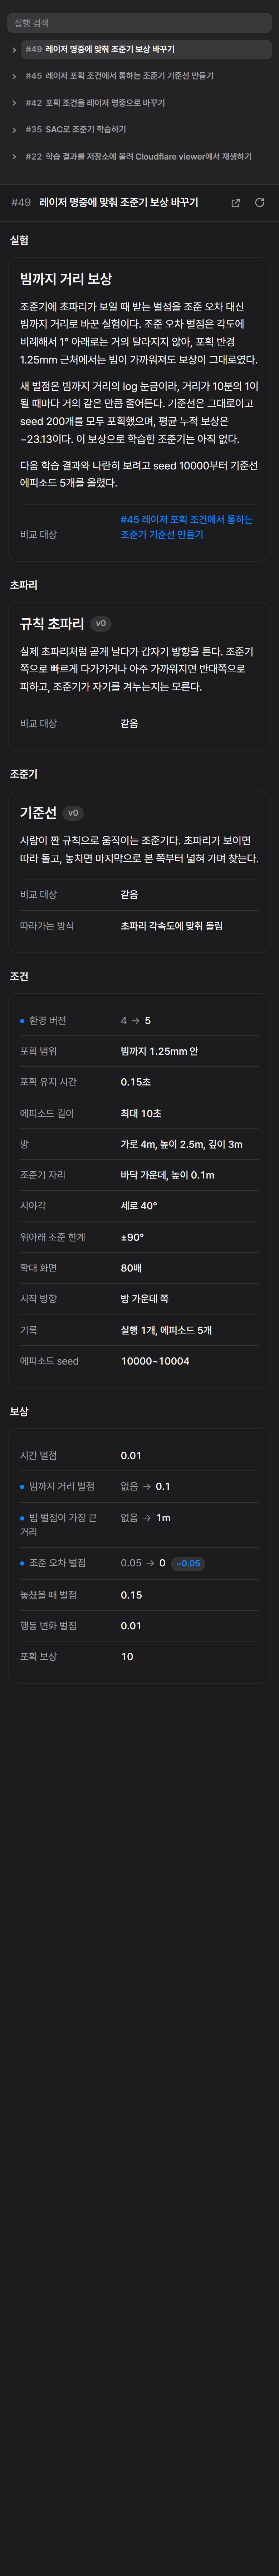 실행 검색
#49 레이저 명중에 맞춰 조준기 보상 바꾸기
#45 레이저 포획 조건에서 통하는 조준기 기준선 만들기
#42 포획 조건을 레이저 명중으로 바꾸기
#35 SAC로 조준기 학습하기
#22 학습 결과를 저장소에 올려 Cloudflare viewer에서 재생하기
#49 레이저 명중에 맞춰 조준기 보상 바꾸기
실험
빔까지 거리 보상
조준기에 초파리가 보일 때 받는 벌점을 조준 오차 대신
빔까지 거리로 바꾼 실험이다. 조준 오차 벌점은 각도에
비례해서 1° 아래로는 거의 달라지지 않아, 포획 반경
1.25mm 근처에서는 빔이 가까워져도 보상이 그대로였다.
새 벌점은 빔까지 거리의 log 눈금이라, 거리가 10분의 1이
될 때마다 거의 같은 만큼 줄어든다. 기준선은 그대로이고
seed 200개를 모두 포획했으며, 평균 누적 보상은
−23.13이다. 이 보상으로 학습한 조준기는 아직 없다.
다음 학습 결과와 나란히 보려고 seed 10000부터 기준선
에피소드 5개를 올렸다.
비교 대상
#45 레이저 포획 조건에서 통하는
조준기 기준선 만들기
초파리
규칙 초파리 v0
실제 초파리처럼 곧게 날다가 갑자기 방향을 튼다. 조준기
쪽으로 빠르게 다가가거나 아주 가까워지면 반대쪽으로
피하고, 조준기가 자기를 겨누는지는 모른다.
비교 대상 같음
조준기
기준선 v0
사람이 짠 규칙으로 움직이는 조준기다. 초파리가 보이면
따라 돌고, 놓치면 마지막으로 본 쪽부터 넓혀 가며 찾는다.
비교 대상 같음
따라가는 방식 초파리 각속도에 맞춰 돌림
조건
환경 버전 4 → 5
포획 범위 빔까지 1.25mm 안
포획 유지 시간 0.15초
에피소드 길이 최대 10초
방 가로 4m, 높이 2.5m, 깊이 3m
조준기 자리 바닥 가운데, 높이 0.1m
시야각 세로 40°
위아래 조준 한계 ±90°
확대 화면 80배
시작 방향 방 가운데 쪽
기록 실행 1개, 에피소드 5개
에피소드 seed 10000~10004
보상
시간 벌점 0.01
빔까지 거리 벌점 없음 → 0.1
빔 벌점이 가장 큰
거리 없음 → 1m
조준 오차 벌점 0.05 → 0 −0.05
놓쳤을 때 벌점 0.15
행동 변화 벌점 0.01
포획 보상 10